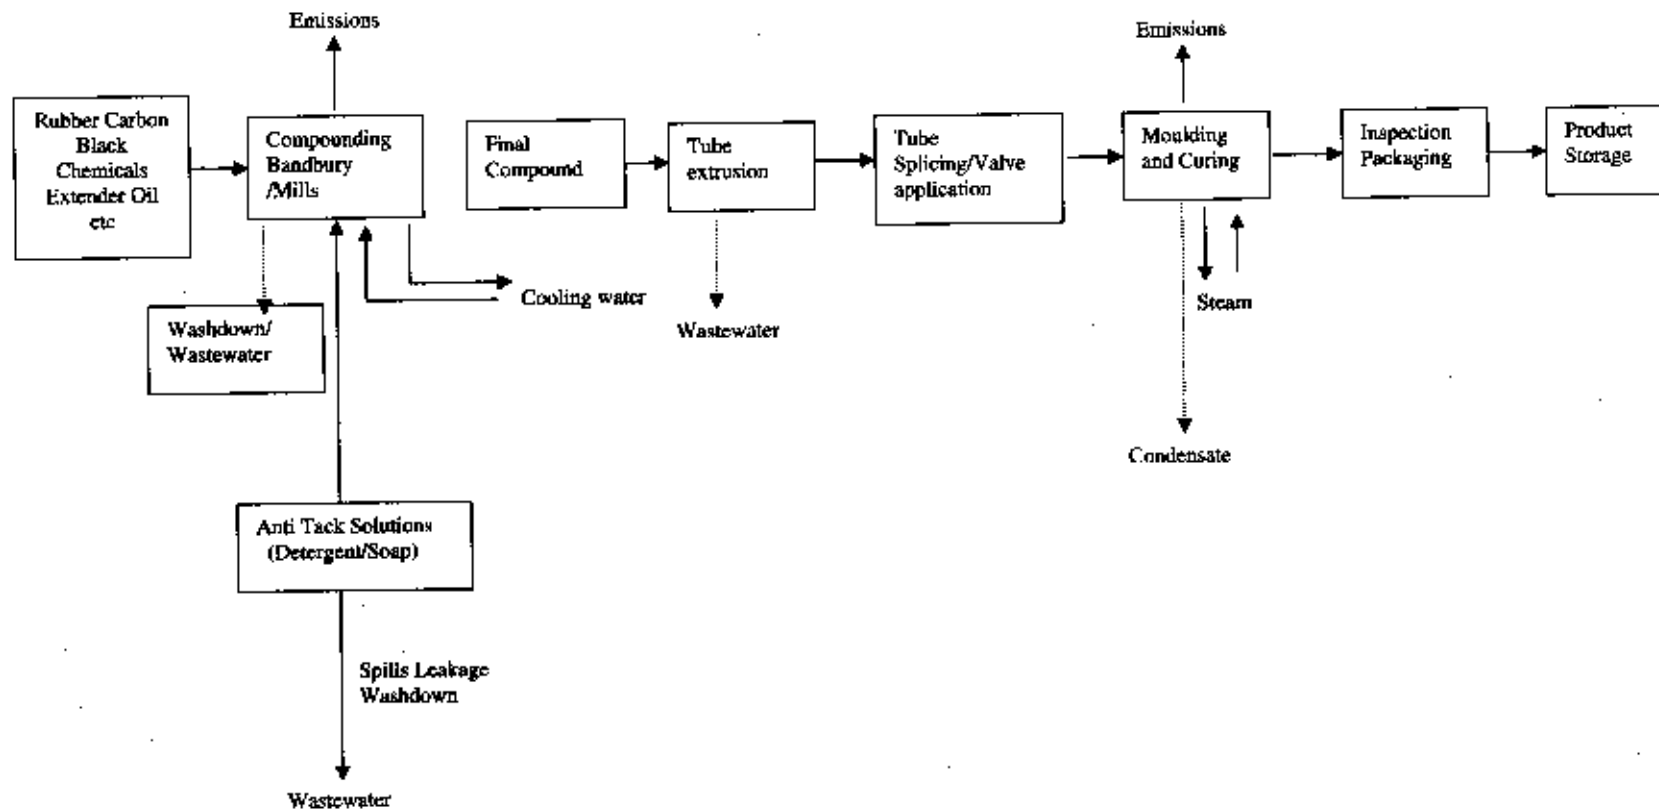 Emissions
Emissions
Rubber Carbon
Black
Chemicals
Extender Oil
etc
Compounding
Bandbury
/Mills
Final
Compound
Tube
extrusion
Tube
Splicing/Valve
application
Moulding
and Curing
Inspection
Packaging
Product
Storage
Cooling water
Steam
Washdown/
Wastewater
Wastewater
Condensate
Anti Tack Solutions
(Detergent/Soap)
Spills Leakage
Washdown
Wastewater